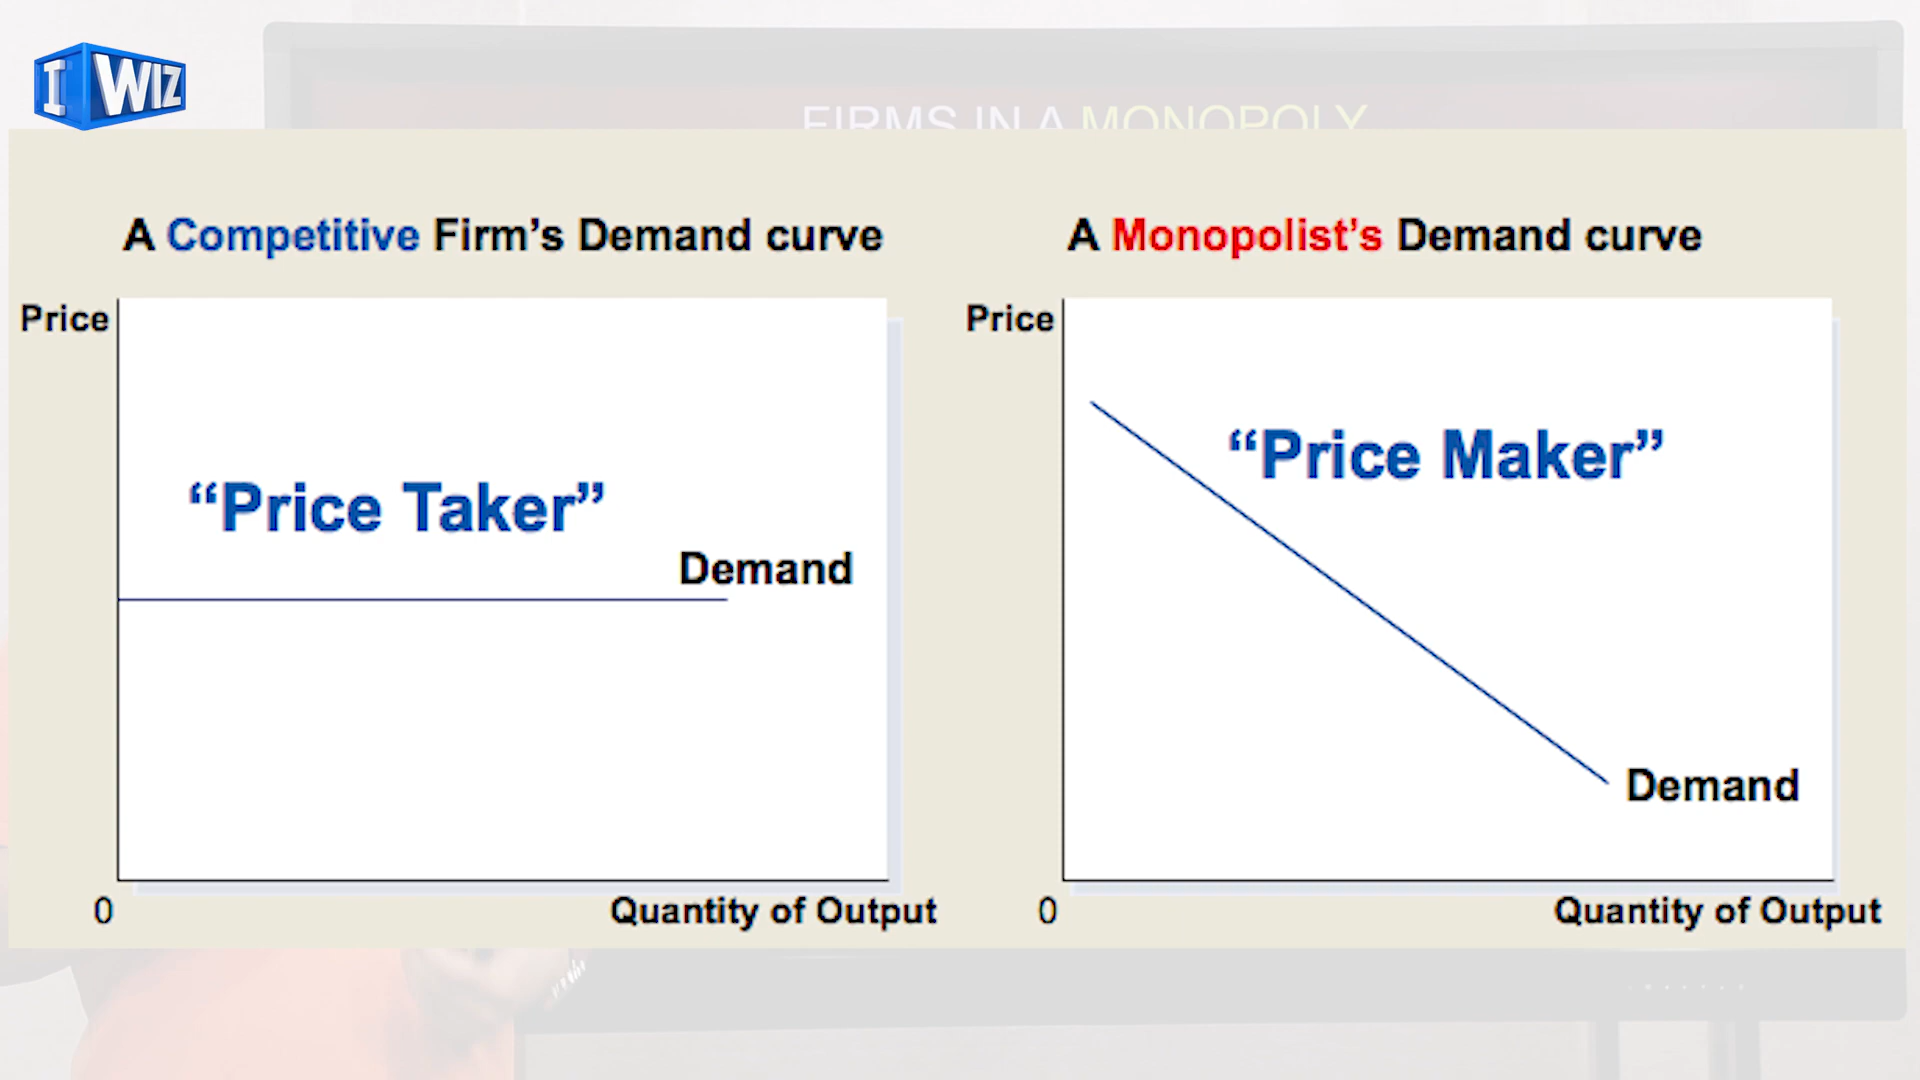 I WIZ
FIRMS IN A MONOPOLY
A Competitive Firm's Demand curve
Price
“Price Taker”
Demand
0
Quantity of Output
A Monopolist's Demand curve
Price
“Price Maker”
Demand
0
Quantity of Output